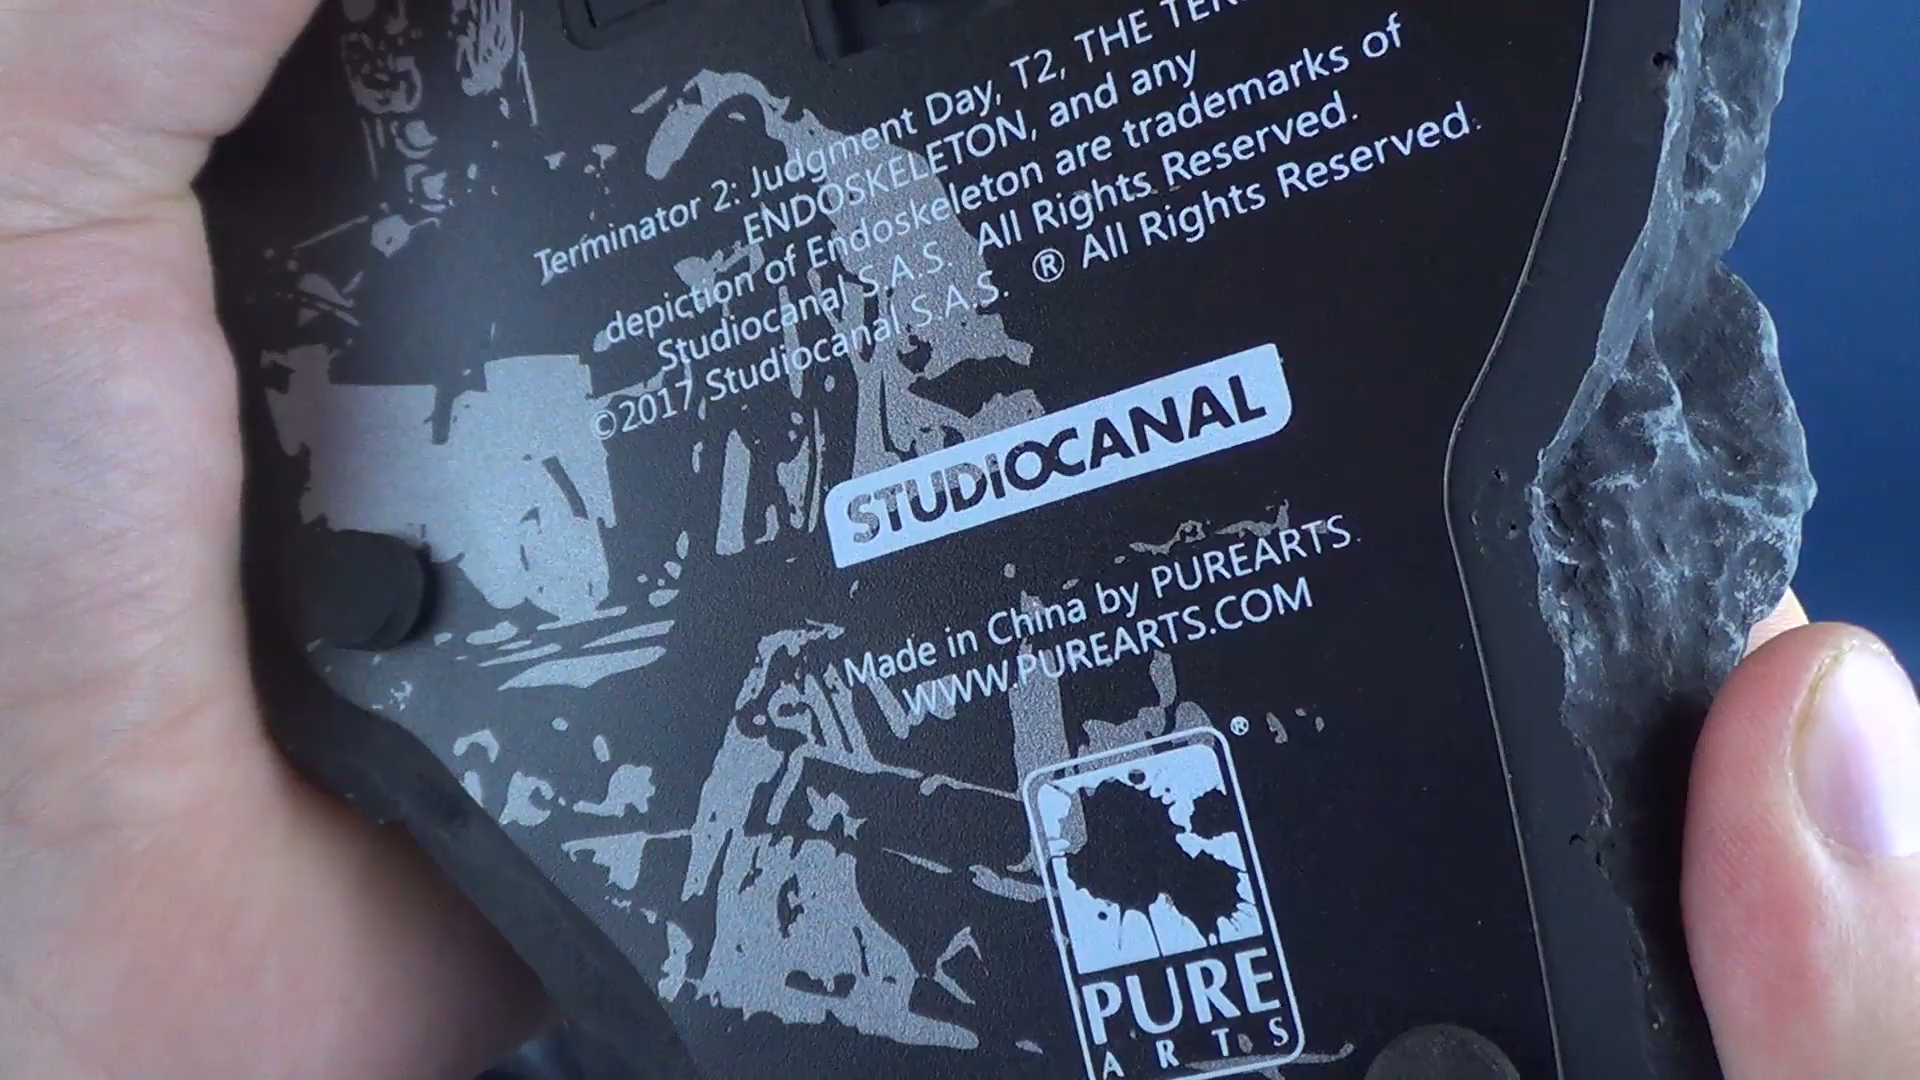 Terminator 2: Judgment Day, T2, THE
ENDOSKELETON, and any
depiction of Endoskeleton are trademarks of
Studiocanal S.A.S. All Rights Reserved.
©2017 Studiocanal S.A.S. ® All Rights Reserved.
STUDIOCANAL
Made in China by PUREARTS.
WWW.PUREARTS.COM
®
PURE
ARTS